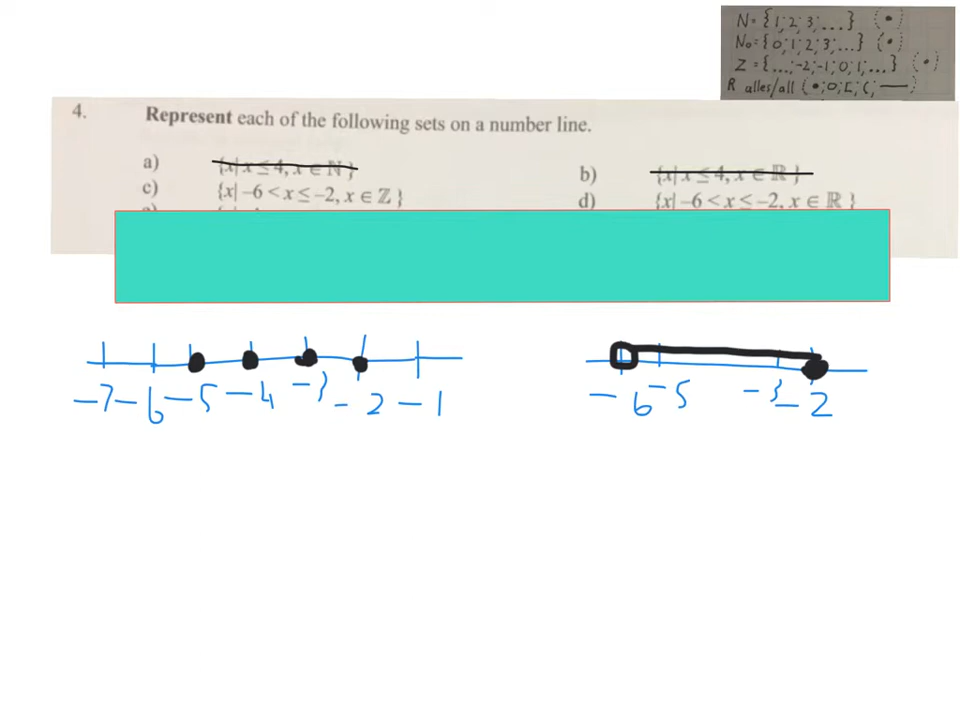 N = {1; 2; 3; ...} (•)
N₀ = {0; 1; 2; 3; ...} (•)
Z = {...; -2; -1; 0; 1; ...} (•)
R alles/all (•; O; [; (; —)
4. Represent each of the following sets on a number line.
a) {x| x ≤ 4, x ∈ ℕ }
b) {x| x ≤ 4, x ∈ ℝ }
c) {x| −6 < x ≤ −2, x ∈ ℤ }
d) {x| −6 < x ≤ −2, x ∈ ℝ }
-7 -6 -5 -4 -3 -2 -1
-6 -5 -3 -2